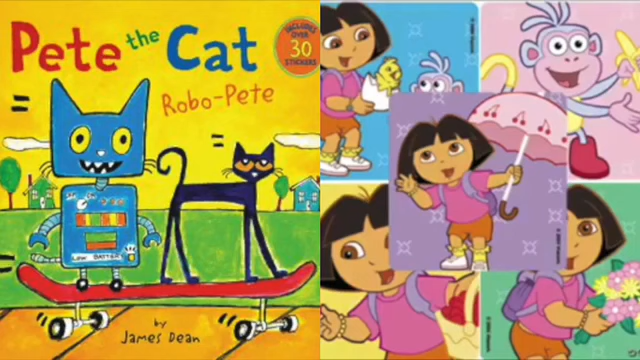 Pete the Cat
INCLUDES
OVER
30
STICKERS
Robo-Pete
LOW BATTERY
by
James Dean